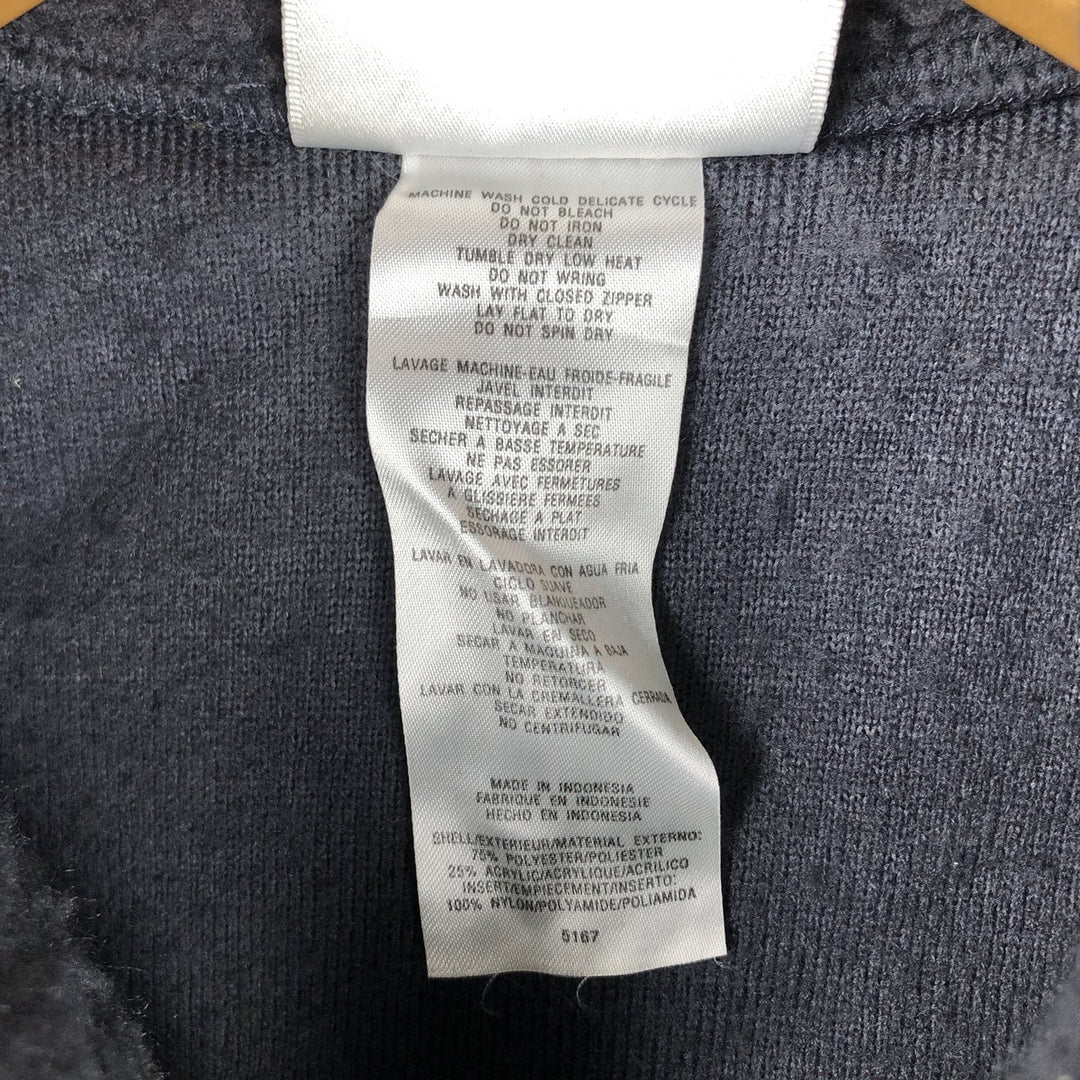 MACHINE WASH COLD DELICATE CYCLE
DO NOT BLEACH
DO NOT IRON
DRY CLEAN
TUMBLE DRY LOW HEAT
DO NOT WRING
WASH WITH CLOSED ZIPPER
LAY FLAT TO DRY
DO NOT SPIN DRY
LAVAGE MACHINE-EAU FROIDE-FRAGILE
JAVEL INTERDIT
REPASSAGE INTERDIT
NETTOYAGE A SEC
SECHER A BASSE TEMPERATURE
NE PAS ESSORER
LAVAGE AVEC FERMETURES
A GLISSIERE FERMEES
SECHAGE A PLAT
ESSORAGE INTERDIT
LAVAR EN LAVADORA CON AGUA FRIA
CICLO SUAVE
NO USAR BLANQUEADOR
NO PLANCHAR
LAVAR EN SECO
SECAR A MAQUINA A BAJA
TEMPERATURA
NO RETORCER
LAVAR CON LA CREMALLERA CERRADA
SECAR EXTENDIDO
NO CENTRIFUGAR
MADE IN INDONESIA
FABRIQUE EN INDONESIE
HECHO EN INDONESIA
SHELL/EXTERIEUR/MATERIAL EXTERNO:
75% POLYESTER/POLIESTER
25% ACRYLIC/ACRYLIQUE/ACRILICO
INSERT/EMPIECEMENT/INSERTO:
100% NYLON/POLYAMIDE/POLIAMIDA
5167